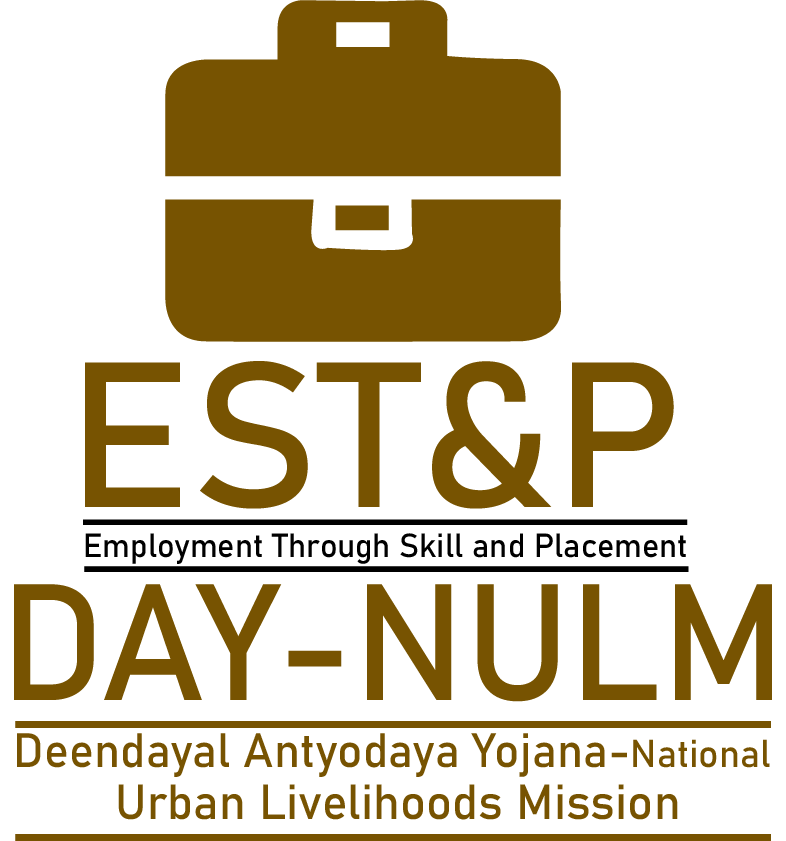 EST&P
Employment Through Skill and Placement
DAY-NULM
Deendayal Antyodaya Yojana-National
Urban Livelihoods Mission